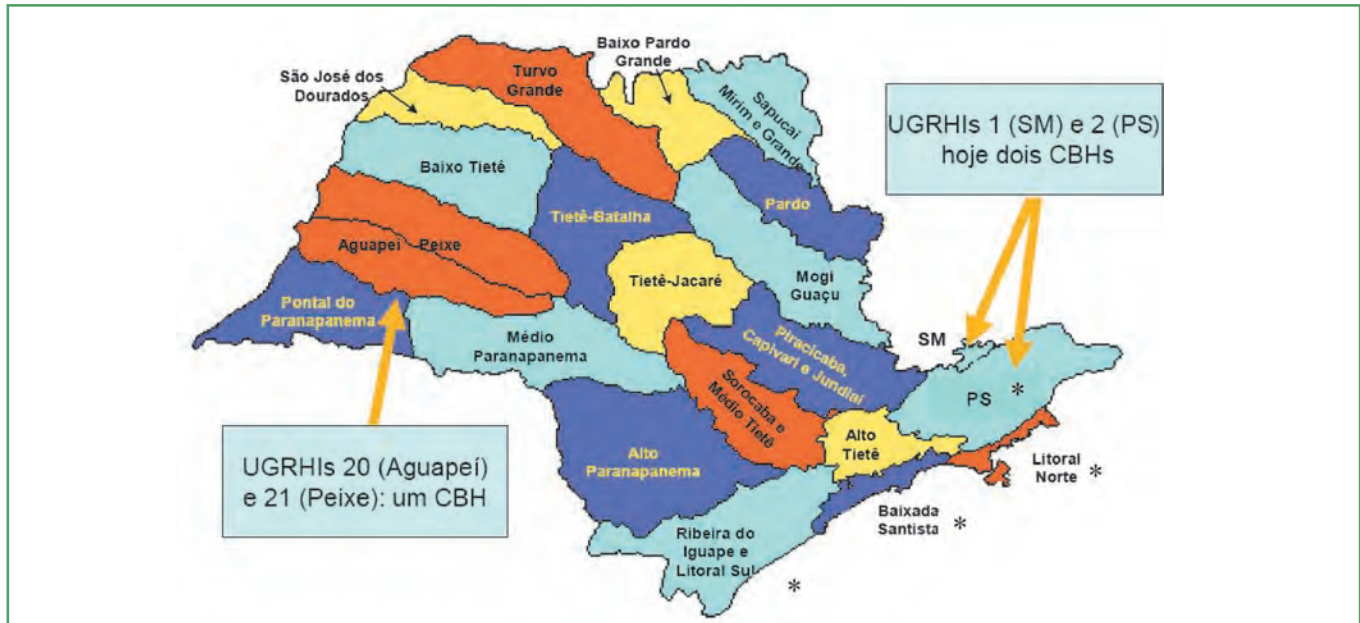 Baixo Pardo
Grande
São José dos
Dourados
Turvo
Grande
Sapucaí
Mirim e Grande
UGRHIs 1 (SM) e 2 (PS)
hoje dois CBHs
Baixo Tietê
Tietê-Batalha
Pardo
Aguapeí Peixe
Tietê-Jacaré
Mogi
Guaçu
Pontal do
Paranapanema
Médio
Paranapanema
Piracicaba,
Capivari e Jundiaí
SM
PS *
Sorocaba e
Médio Tietê
Alto
Tietê
UGRHIs 20 (Aguapeí)
e 21 (Peixe): um CBH
Alto
Paranapanema
Litoral
Norte *
Baixada
Santista *
Ribeira do
Iguape e
Litoral Sul *